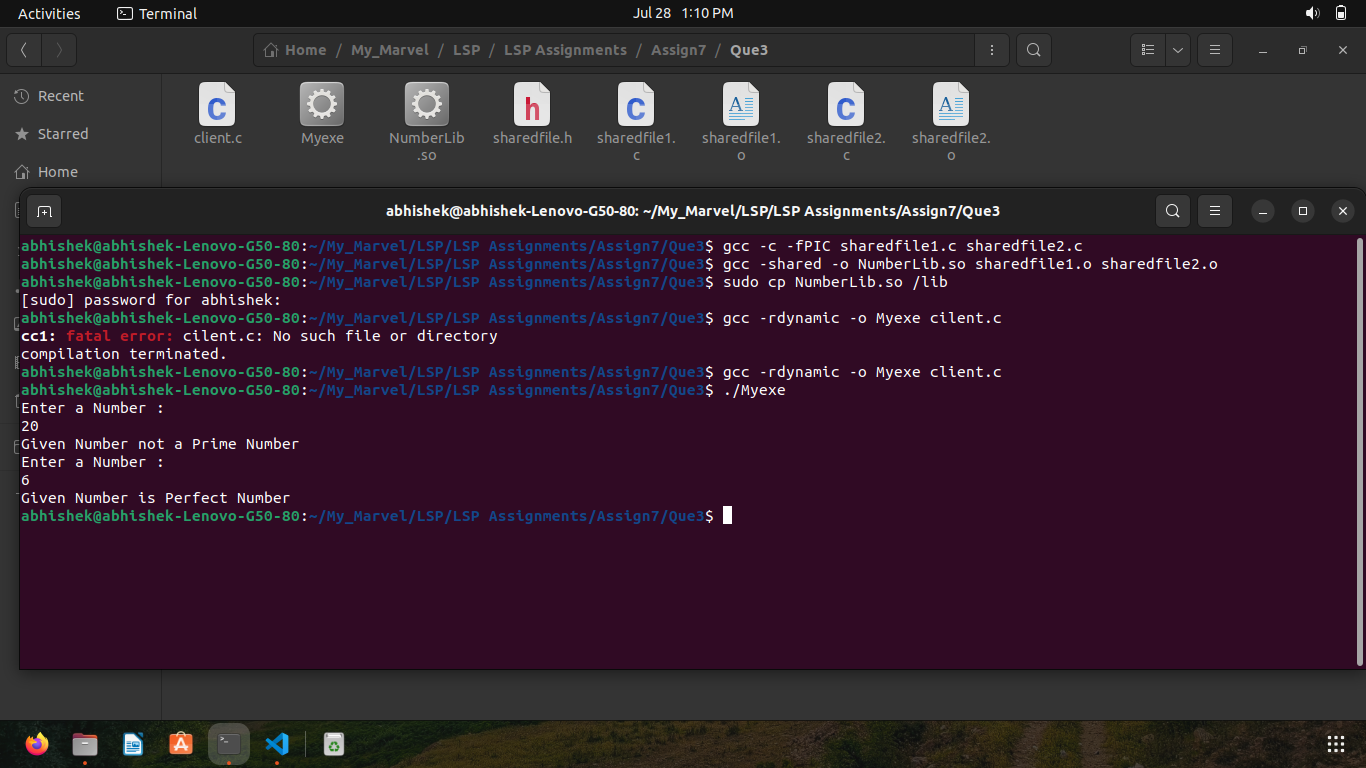 Activities
Terminal
Jul 28 1:10 PM
Home / My_Marvel / LSP / LSP Assignments / Assign7 / Que3
Recent
Starred
Home
client.c
Myexe
NumberLib
.so
sharedfile.h
sharedfile1.
c
sharedfile1.
o
sharedfile2.
c
sharedfile2.
o
abhishek@abhishek-Lenovo-G50-80: ~/My_Marvel/LSP/LSP Assignments/Assign7/Que3
abhishek@abhishek-Lenovo-G50-80:~/My_Marvel/LSP/LSP Assignments/Assign7/Que3$ gcc -c -fPIC sharedfile1.c sharedfile2.c
abhishek@abhishek-Lenovo-G50-80:~/My_Marvel/LSP/LSP Assignments/Assign7/Que3$ gcc -shared -o NumberLib.so sharedfile1.o sharedfile2.o
abhishek@abhishek-Lenovo-G50-80:~/My_Marvel/LSP/LSP Assignments/Assign7/Que3$ sudo cp NumberLib.so /lib
[sudo] password for abhishek:
abhishek@abhishek-Lenovo-G50-80:~/My_Marvel/LSP/LSP Assignments/Assign7/Que3$ gcc -rdynamic -o Myexe cilent.c
cc1: fatal error: cilent.c: No such file or directory
compilation terminated.
abhishek@abhishek-Lenovo-G50-80:~/My_Marvel/LSP/LSP Assignments/Assign7/Que3$ gcc -rdynamic -o Myexe client.c
abhishek@abhishek-Lenovo-G50-80:~/My_Marvel/LSP/LSP Assignments/Assign7/Que3$ ./Myexe
Enter a Number :
20
Given Number not a Prime Number
Enter a Number :
6
Given Number is Perfect Number
abhishek@abhishek-Lenovo-G50-80:~/My_Marvel/LSP/LSP Assignments/Assign7/Que3$